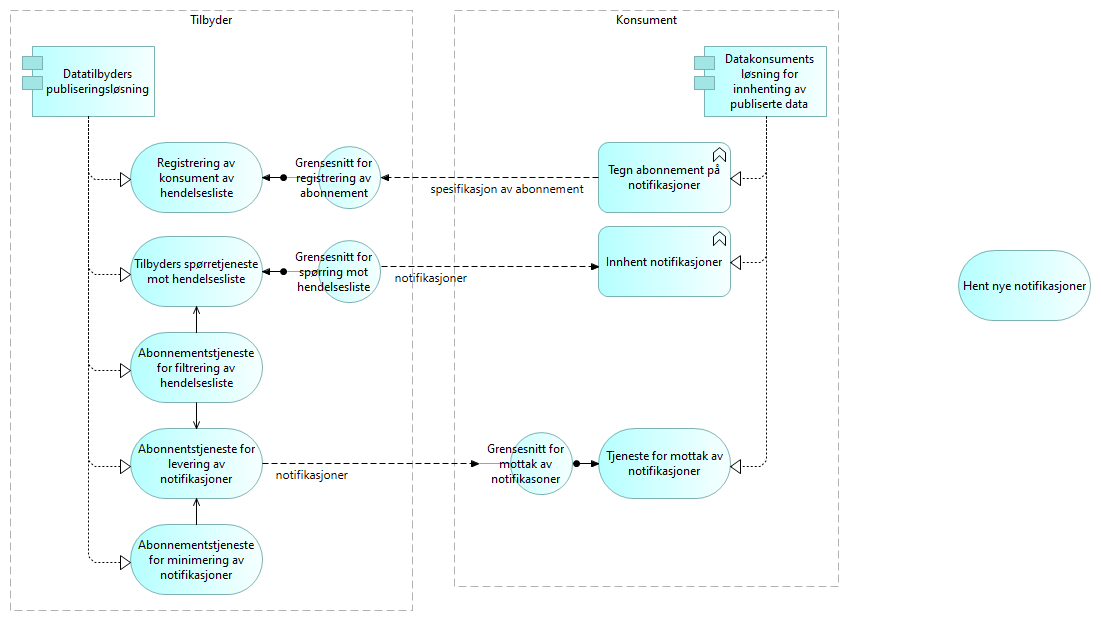 Tilbyder
Datatilbyders
publiseringsløsning
Registrering av
konsument av
hendelsesliste
Grensesnitt for
registrering av
abonnement
spesifikasjon av abonnement
Tilbyders spørretjeneste
mot hendelsesliste
Grensesnitt for
spørring mot
hendelsesliste
notifikasjoner
Abonnementstjeneste
for filtrering av
hendelsesliste
Abonnentstjeneste for
levering av
notifikasjoner
notifikasjoner
Abonnementstjeneste
for minimering av
notifikasjoner
Konsument
Datakonsuments
løsning for
innhenting av
publiserte data
Tegn abonnement på
notifikasjoner
Innhent notifikasjoner
Grensesnitt for
mottak av
notifikasoner
Tjeneste for mottak av
notifikasjoner
Hent nye notifikasjoner